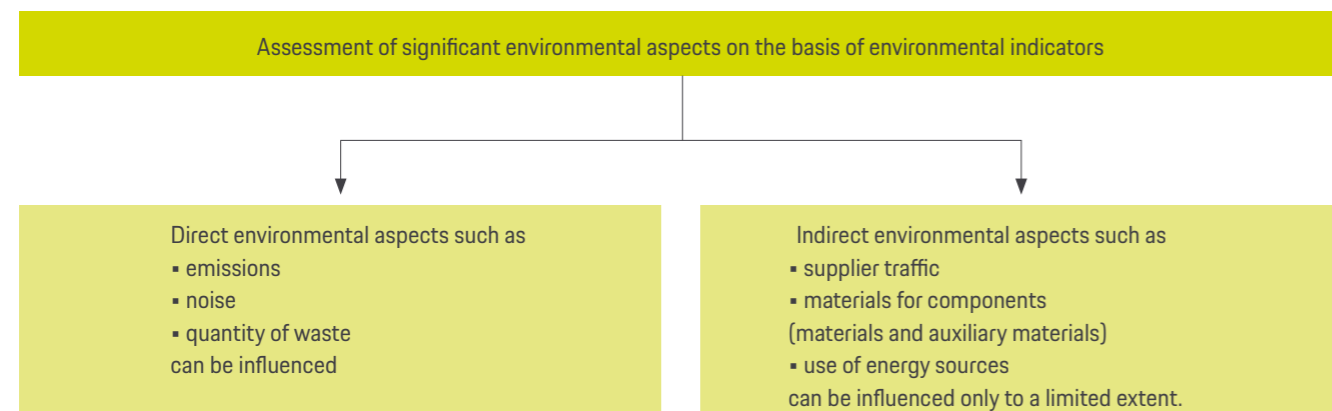 Assessment of significant environmental aspects on the basis of environmental indicators
Direct environmental aspects such as
▪ emissions
▪ noise
▪ quantity of waste
can be influenced
Indirect environmental aspects such as
▪ supplier traffic
▪ materials for components
(materials and auxiliary materials)
▪ use of energy sources
can be influenced only to a limited extent.